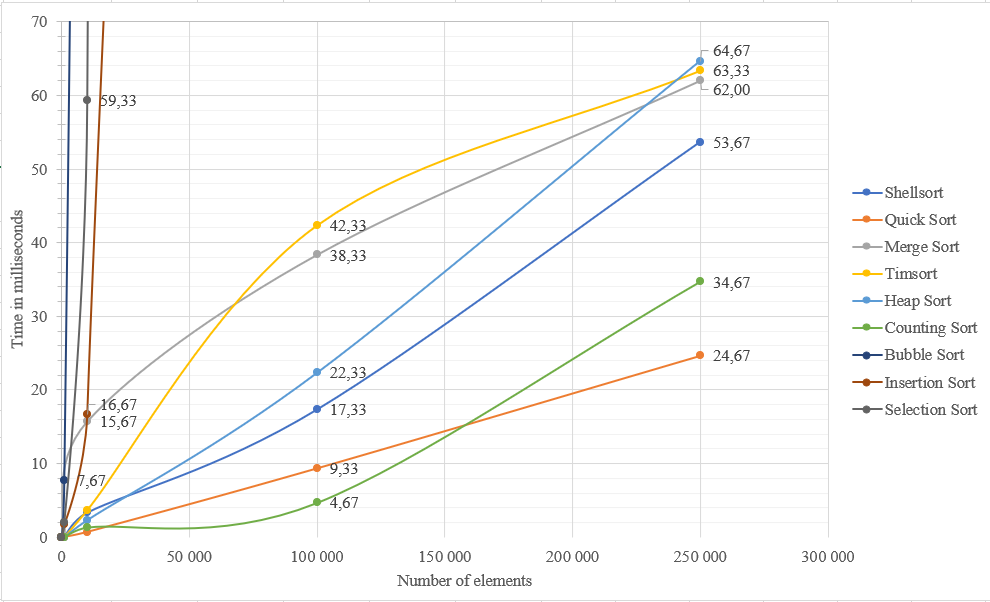 70
60
50
40
30
20
10
0
Time in milliseconds
64,67
63,33
62,00
53,67
34,67
24,67
42,33
38,33
22,33
17,33
9,33
4,67
59,33
16,67
15,67
7,67
0
50 000
100 000
150 000
200 000
250 000
300 000
Number of elements
Shellsort
Quick Sort
Merge Sort
Timsort
Heap Sort
Counting Sort
Bubble Sort
Insertion Sort
Selection Sort